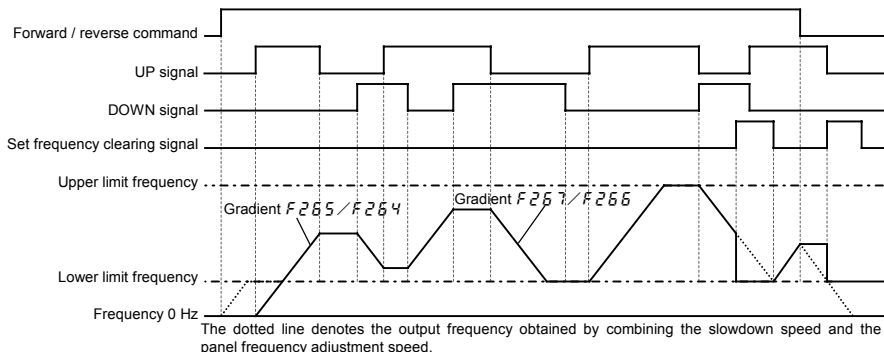 Forward / reverse command
UP signal
DOWN signal
Set frequency clearing signal
Upper limit frequency
Gradient F265/F264
Gradient F267/F266
Lower limit frequency
Frequency 0 Hz
The dotted line denotes the output frequency obtained by combining the slowdown speed and the
panel frequency adjustment speed.